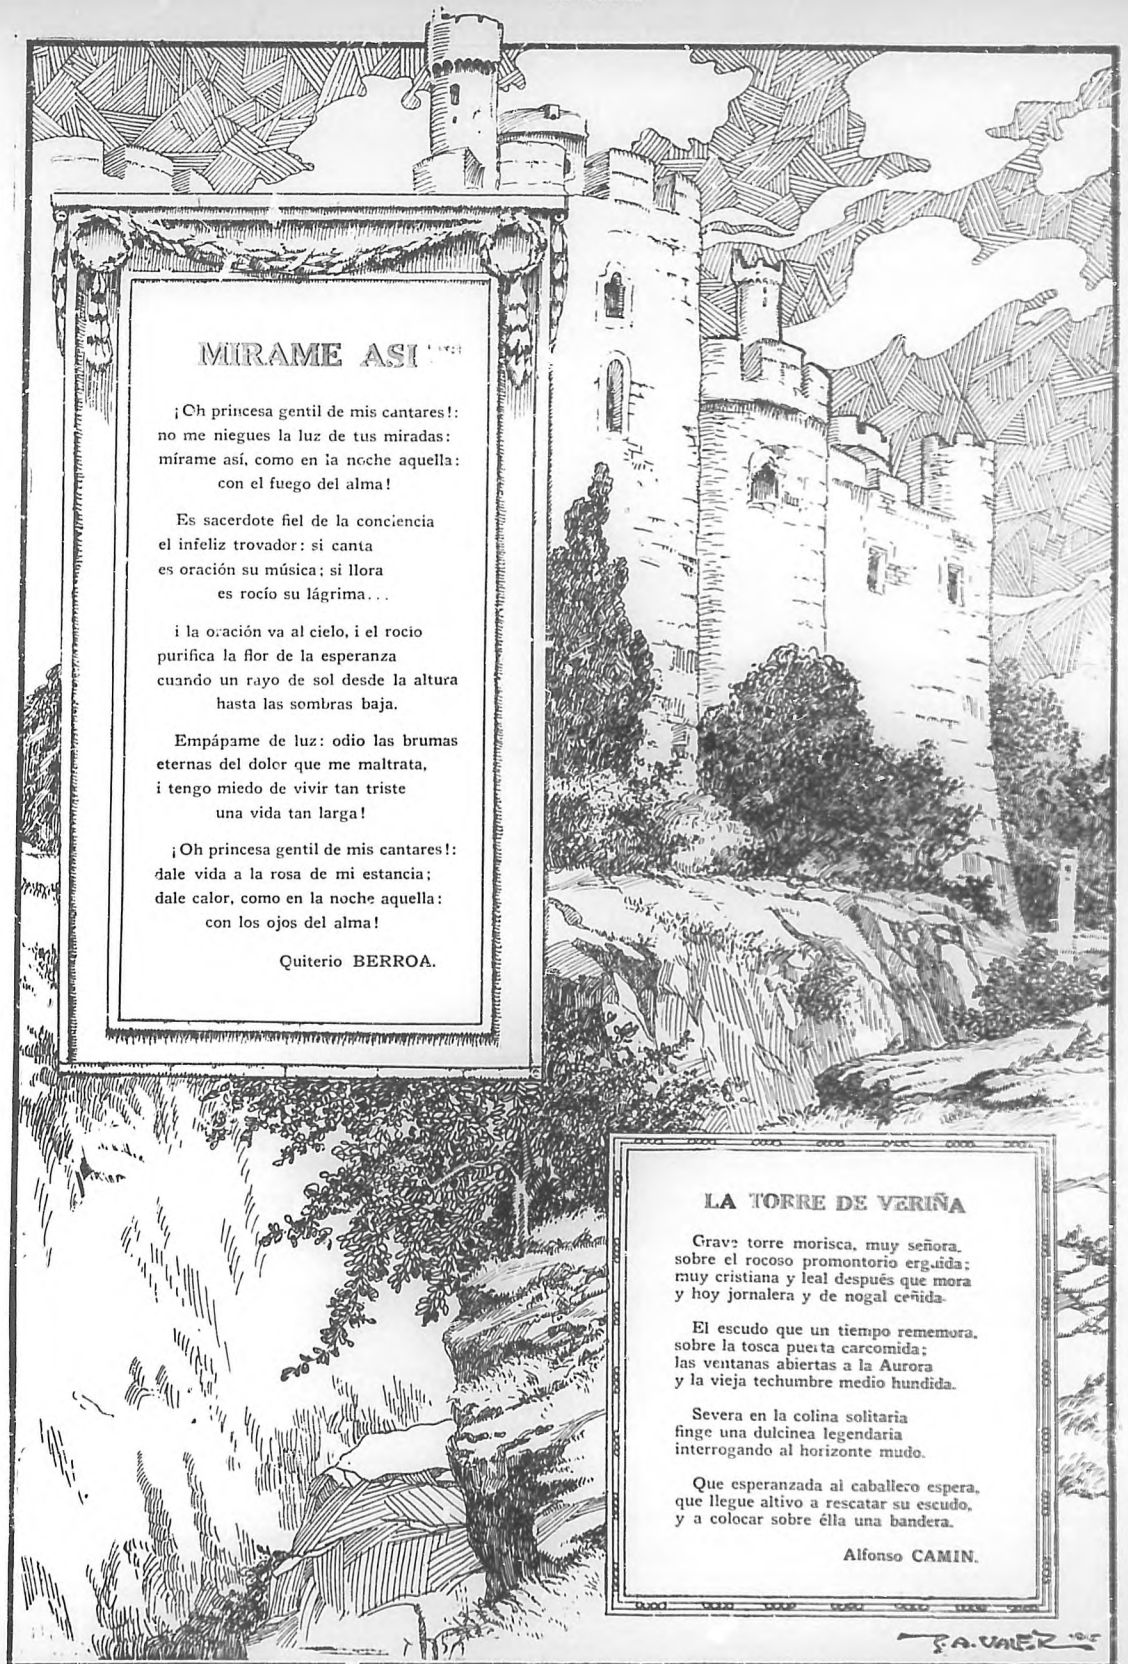 MIRAME ASI
¡Oh princesa gentil de mis cantares!:
no me niegues la luz de tus miradas:
mírame así, como en la noche aquella:
con el fuego del alma!
Es sacerdote fiel de la conciencia
el infeliz trovador: si canta
es oración su música; si llora
es rocío su lágrima...
i la oración va al cielo, i el rocío
purifica la flor de la esperanza
cuando un rayo de sol desde la altura
hasta las sombras baja.
Empápame de luz: odio las brumas
eternas del dolor que me maltrata,
i tengo miedo de vivir tan triste
una vida tan larga!
¡Oh princesa gentil de mis cantares!:
dale vida a la rosa de mi estancia;
dale calor, como en la noche aquella:
con los ojos del alma!
Quiterio BERROA.
LA TORRE DE VERIÑA
Grave torre morisca, muy señora,
sobre el rocoso promontorio erguida;
muy cristiana y leal después que mora
y hoy jornalera y de nogal ceñida.
El escudo que un tiempo rememora,
sobre la tosca puerta carcomida;
las ventanas abiertas a la Aurora
y la vieja techumbre medio hundida.
Severa en la colina solitaria
finge una dulcinea legendaria
interrogando al horizonte mudo.
Que esperanzada al caballero espera,
que llegue altivo a rescatar su escudo,
y a colocar sobre élla una bandera.
Alfonso CAMIN.